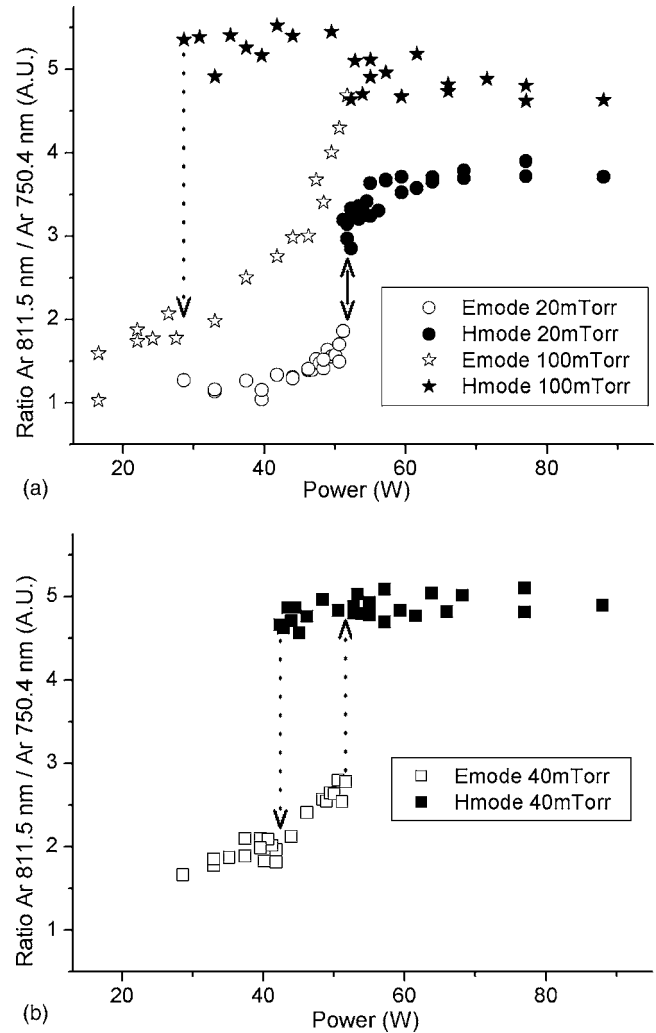 5
4
3
2
1
Ratio Ar 811.5 nm / Ar 750.4 nm (A.U.)
Emode 20mTorr
Hmode 20mTorr
Emode 100mTorr
Hmode 100mTorr
20 40 60 80
Power (W)
(a)
5
4
3
2
1
Ratio Ar 811.5 nm / Ar 750.4 nm (A.U.)
Emode 40mTorr
Hmode 40mTorr
20 40 60 80
Power (W)
(b)